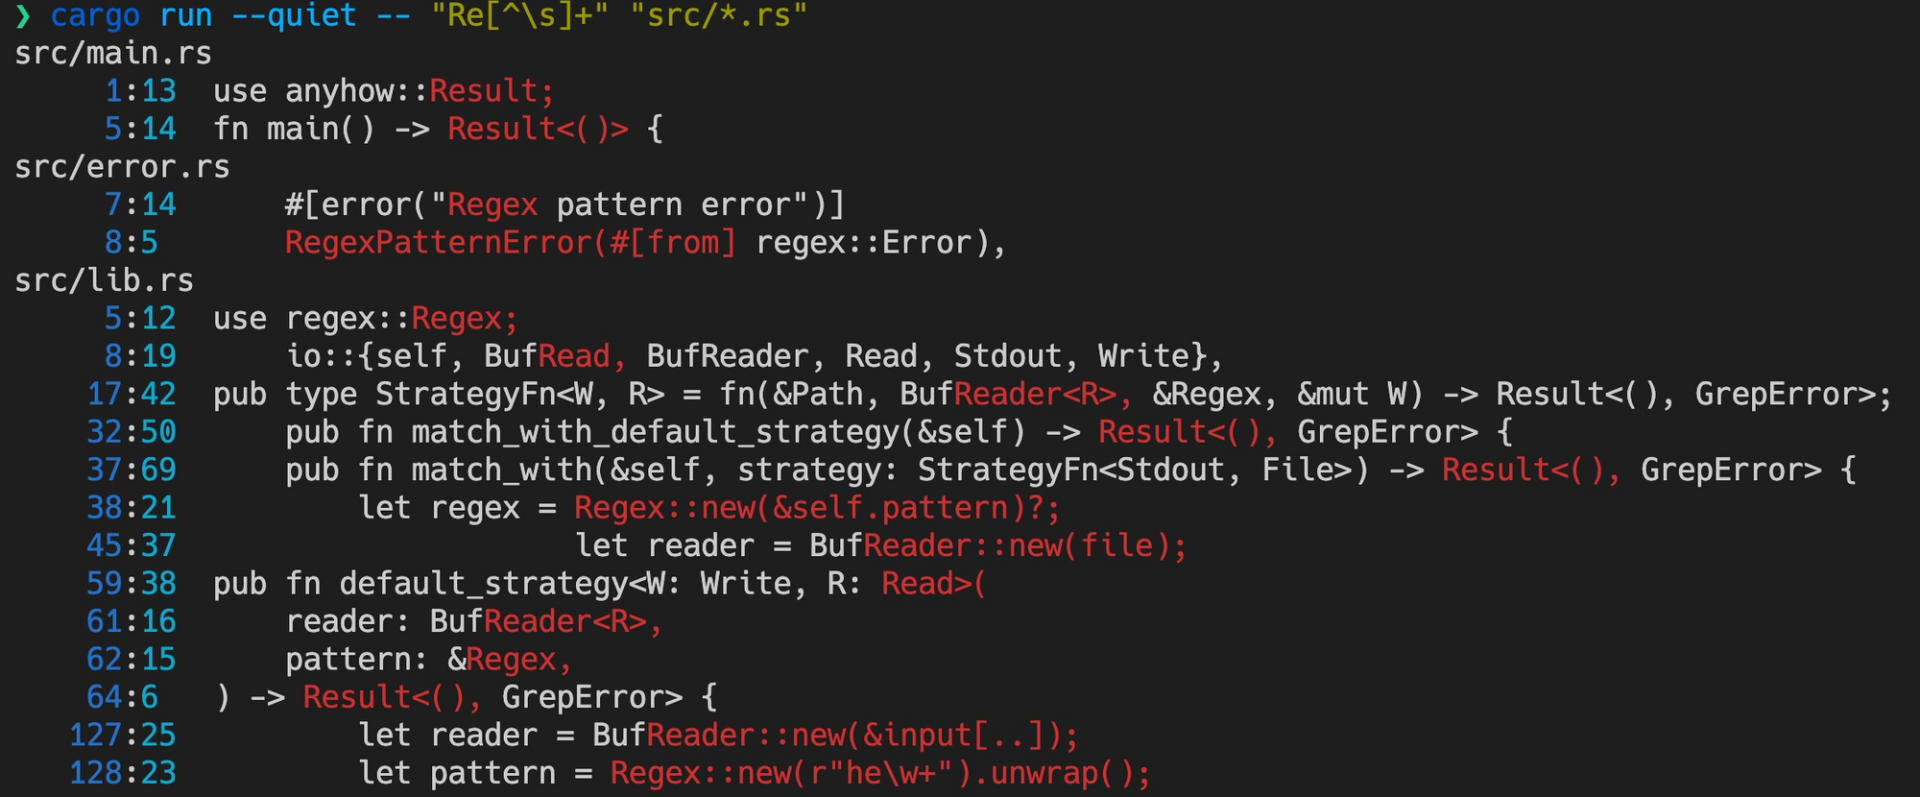 ❯ cargo run --quiet -- "Re[^\s]+" "src/*.rs"
src/main.rs
     1:13  use anyhow::Result;
     5:14  fn main() -> Result<()> {
src/error.rs
     7:14      #[error("Regex pattern error")]
     8:5       RegexPatternError(#[from] regex::Error),
src/lib.rs
     5:12  use regex::Regex;
     8:19      io::{self, BufRead, BufReader, Read, Stdout, Write},
    17:42  pub type StrategyFn<W, R> = fn(&Path, BufReader<R>, &Regex, &mut W) -> Result<(), GrepError>;
    32:50      pub fn match_with_default_strategy(&self) -> Result<(), GrepError> {
    37:69      pub fn match_with(&self, strategy: StrategyFn<Stdout, File>) -> Result<(), GrepError> {
    38:21          let regex = Regex::new(&self.pattern)?;
    45:37                      let reader = BufReader::new(file);
    59:38  pub fn default_strategy<W: Write, R: Read>(
    61:16      reader: BufReader<R>,
    62:15      pattern: &Regex,
    64:6   ) -> Result<(), GrepError> {
   127:25          let reader = BufReader::new(&input[..]);
   128:23          let pattern = Regex::new(r"he\w+").unwrap();